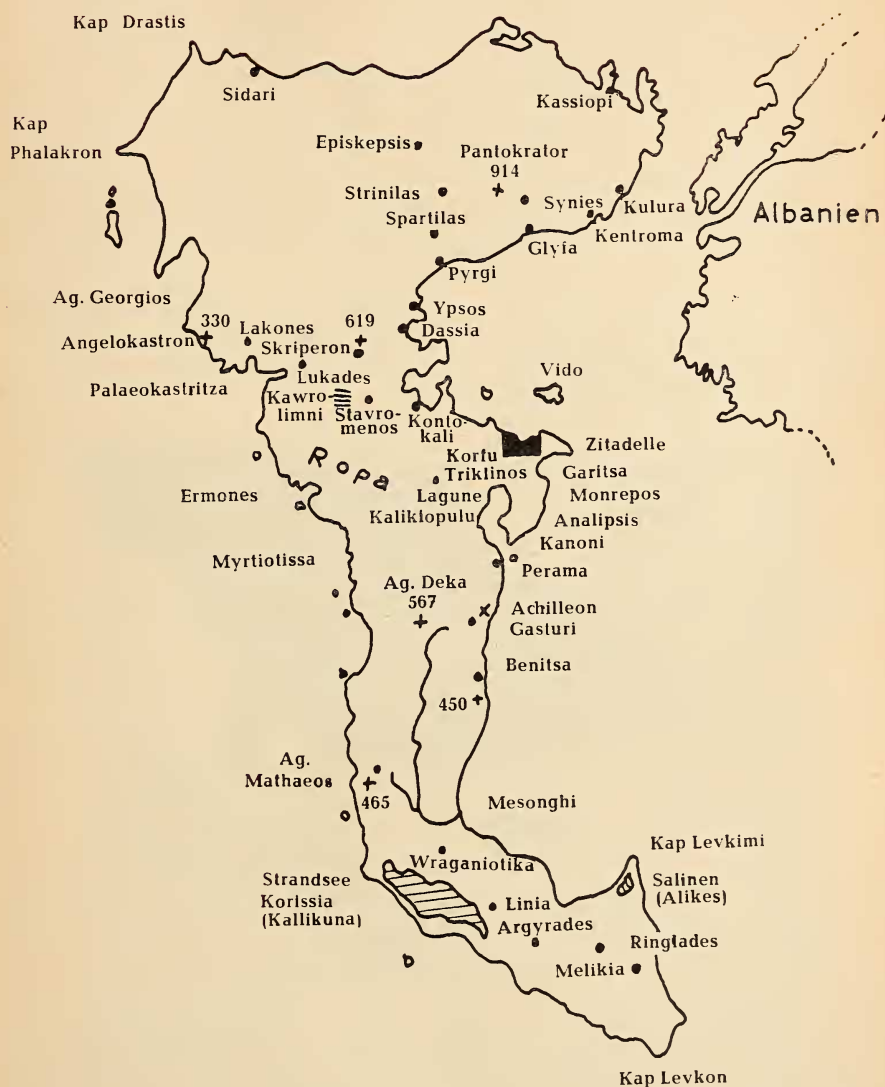 Kap Drastis
Sidari
Kassiopi
Kap
Phalakron
Episkepsis
Pantokrator
914
Strinilas
Synies
Kulura
Spartilas
Glyfa
Kentroma
Albanien
Pyrgi
Ag. Georgios
Ypsos
330
Lakones
619
Dassia
Angelokastron
Skriperon
Palaeokastritza
Lukades
Vido
Kawro-
limni
Stavro-
menos
Konto-
kali
Korfu
Zitadelle
Ropa
Triklinos
Garitsa
Ermones
Lagune
Kaliklopulu
Monrepos
Analipsis
Kanoni
Myrtiotissa
Perama
Ag. Deka
567
Achilleon
Gasturi
Benitsa
450
Ag.
Mathaeos
465
Mesonghi
Kap Levkimi
Wraganiotika
Strandsee
Korissia
(Kallikuna)
Salinen
(Alikes)
Linia
Argyrades
Ringlades
Melikia
Kap Levkon